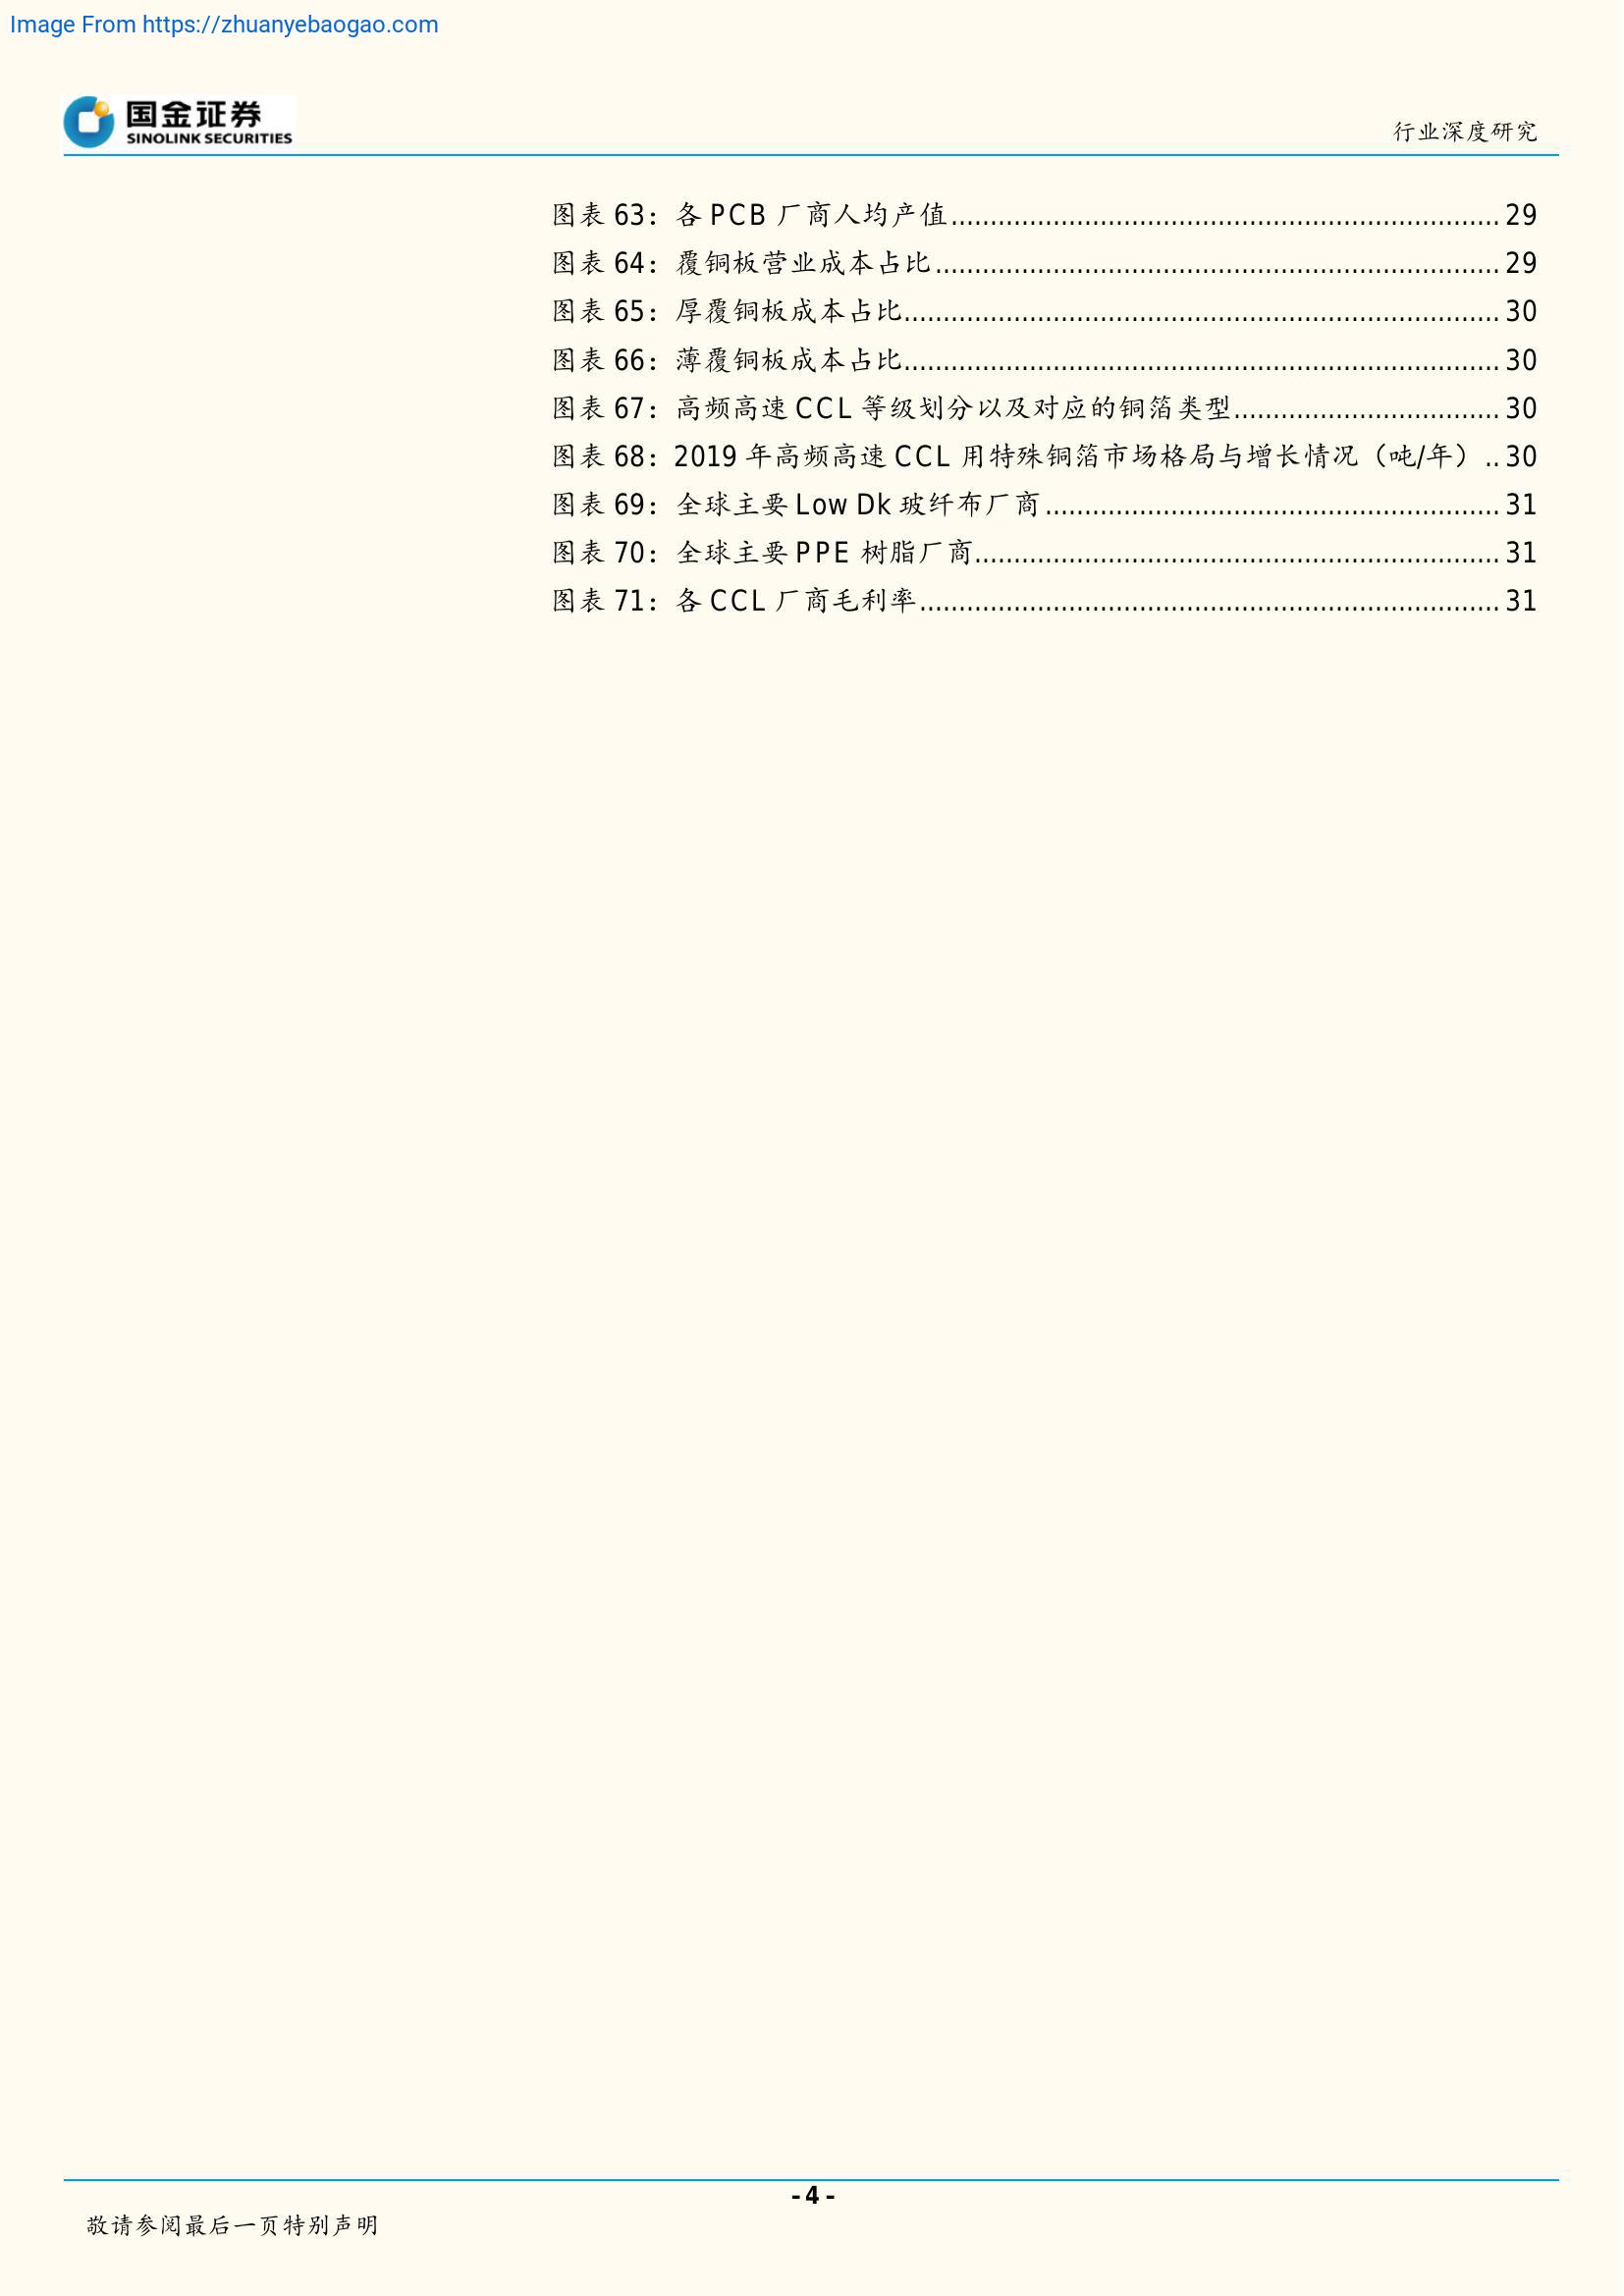 Image From https://zhuanyebaogao.com
国金证券
SINOLINK SECURITIES
行业深度研究
图表 63：各 PCB 厂商人均产值.....................................................................29
图表 64：覆铜板营业成本占比.......................................................................29
图表 65：厚覆铜板成本占比...........................................................................30
图表 66：薄覆铜板成本占比...........................................................................30
图表 67：高频高速 CCL 等级划分以及对应的铜箔类型..................................30
图表 68：2019 年高频高速 CCL 用特殊铜箔市场格局与增长情况（吨/年）..30
图表 69：全球主要 Low Dk 玻纤布厂商.........................................................31
图表 70：全球主要 PPE 树脂厂商..................................................................31
图表 71：各 CCL 厂商毛利率.........................................................................31
- 4 -
敬请参阅最后一页特别声明